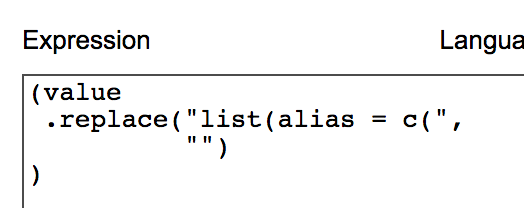 Expression Langua
(value
.replace("list(alias = c(",
"")
)